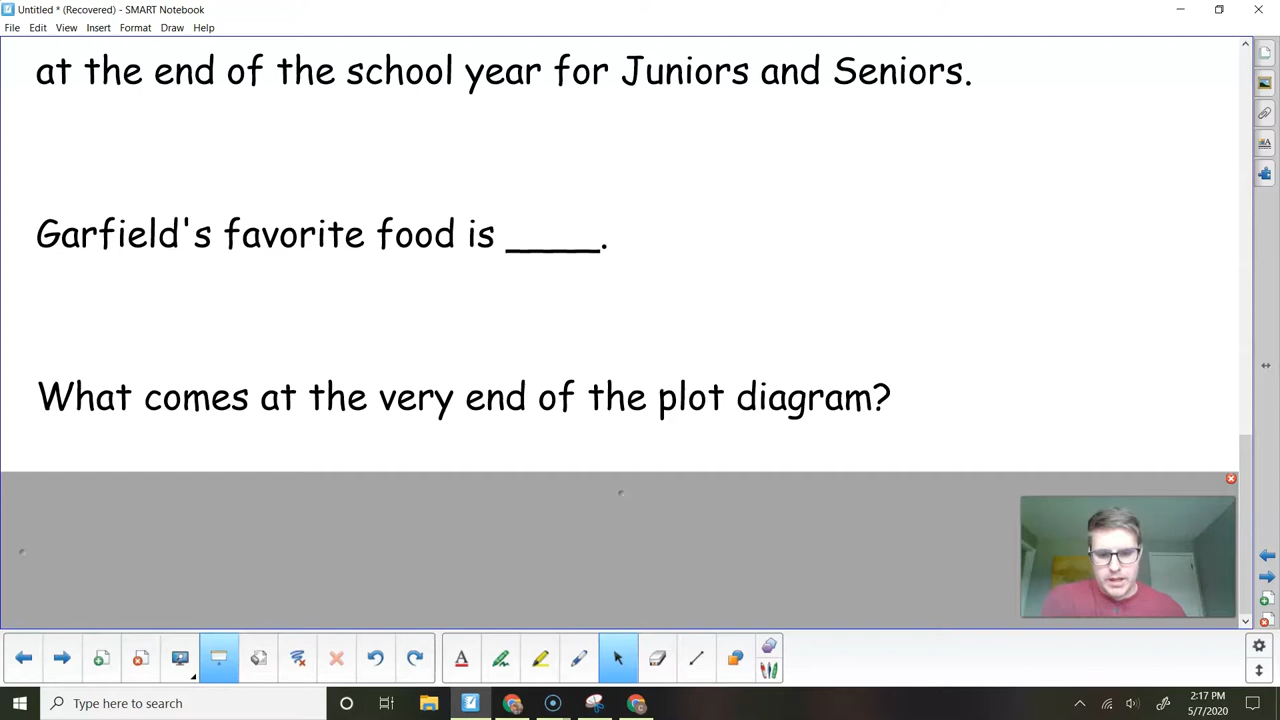 Untitled * (Recovered) - SMART Notebook
File Edit View Insert Format Draw Help
at the end of the school year for Juniors and Seniors.
Garfield's favorite food is ____.
What comes at the very end of the plot diagram?
Type here to search
2:17 PM
5/7/2020